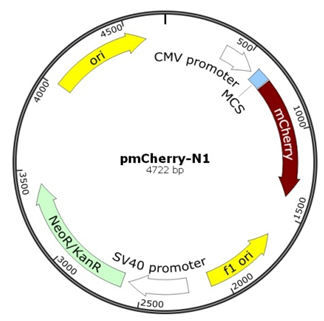 4500
500
ori
CMV promoter
MCS
4000
1000
mCherry
pmCherry-N1
4722 bp
3500
1500
NeoR/KanR
SV40 promoter
f1 ori
3000
2000
2500